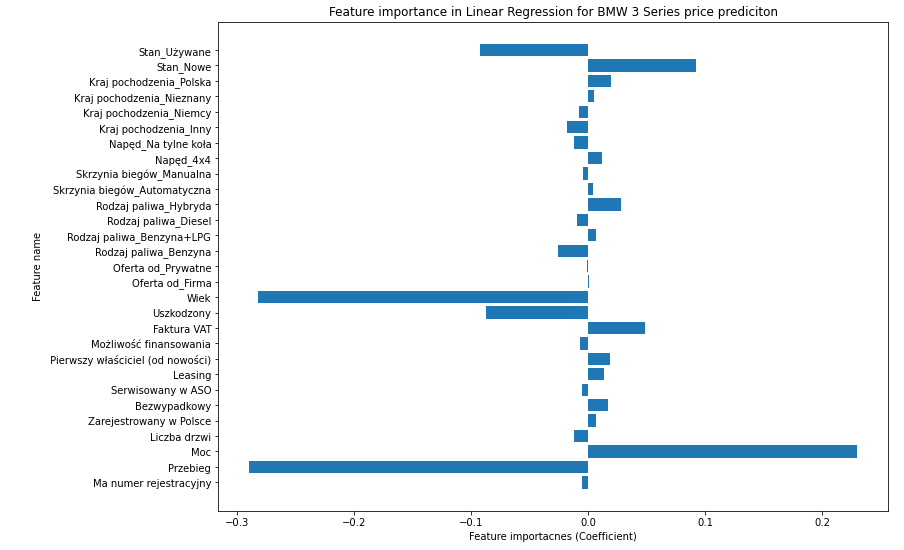 Feature importance in Linear Regression for BMW 3 Series price prediciton
Stan_Używane
Stan_Nowe
Kraj pochodzenia_Polska
Kraj pochodzenia_Nieznany
Kraj pochodzenia_Niemcy
Kraj pochodzenia_Inny
Napęd_Na tylne koła
Napęd_4x4
Skrzynia biegów_Manualna
Skrzynia biegów_Automatyczna
Rodzaj paliwa_Hybryda
Rodzaj paliwa_Diesel
Rodzaj paliwa_Benzyna+LPG
Rodzaj paliwa_Benzyna
Oferta od_Prywatne
Oferta od_Firma
Wiek
Uszkodzony
Faktura VAT
Możliwość finansowania
Pierwszy właściciel (od nowości)
Leasing
Serwisowany w ASO
Bezwypadkowy
Zarejestrowany w Polsce
Liczba drzwi
Moc
Przebieg
Ma numer rejestracyjny
Feature name
−0.3 −0.2 −0.1 0.0 0.1 0.2
Feature importacnes (Coefficient)